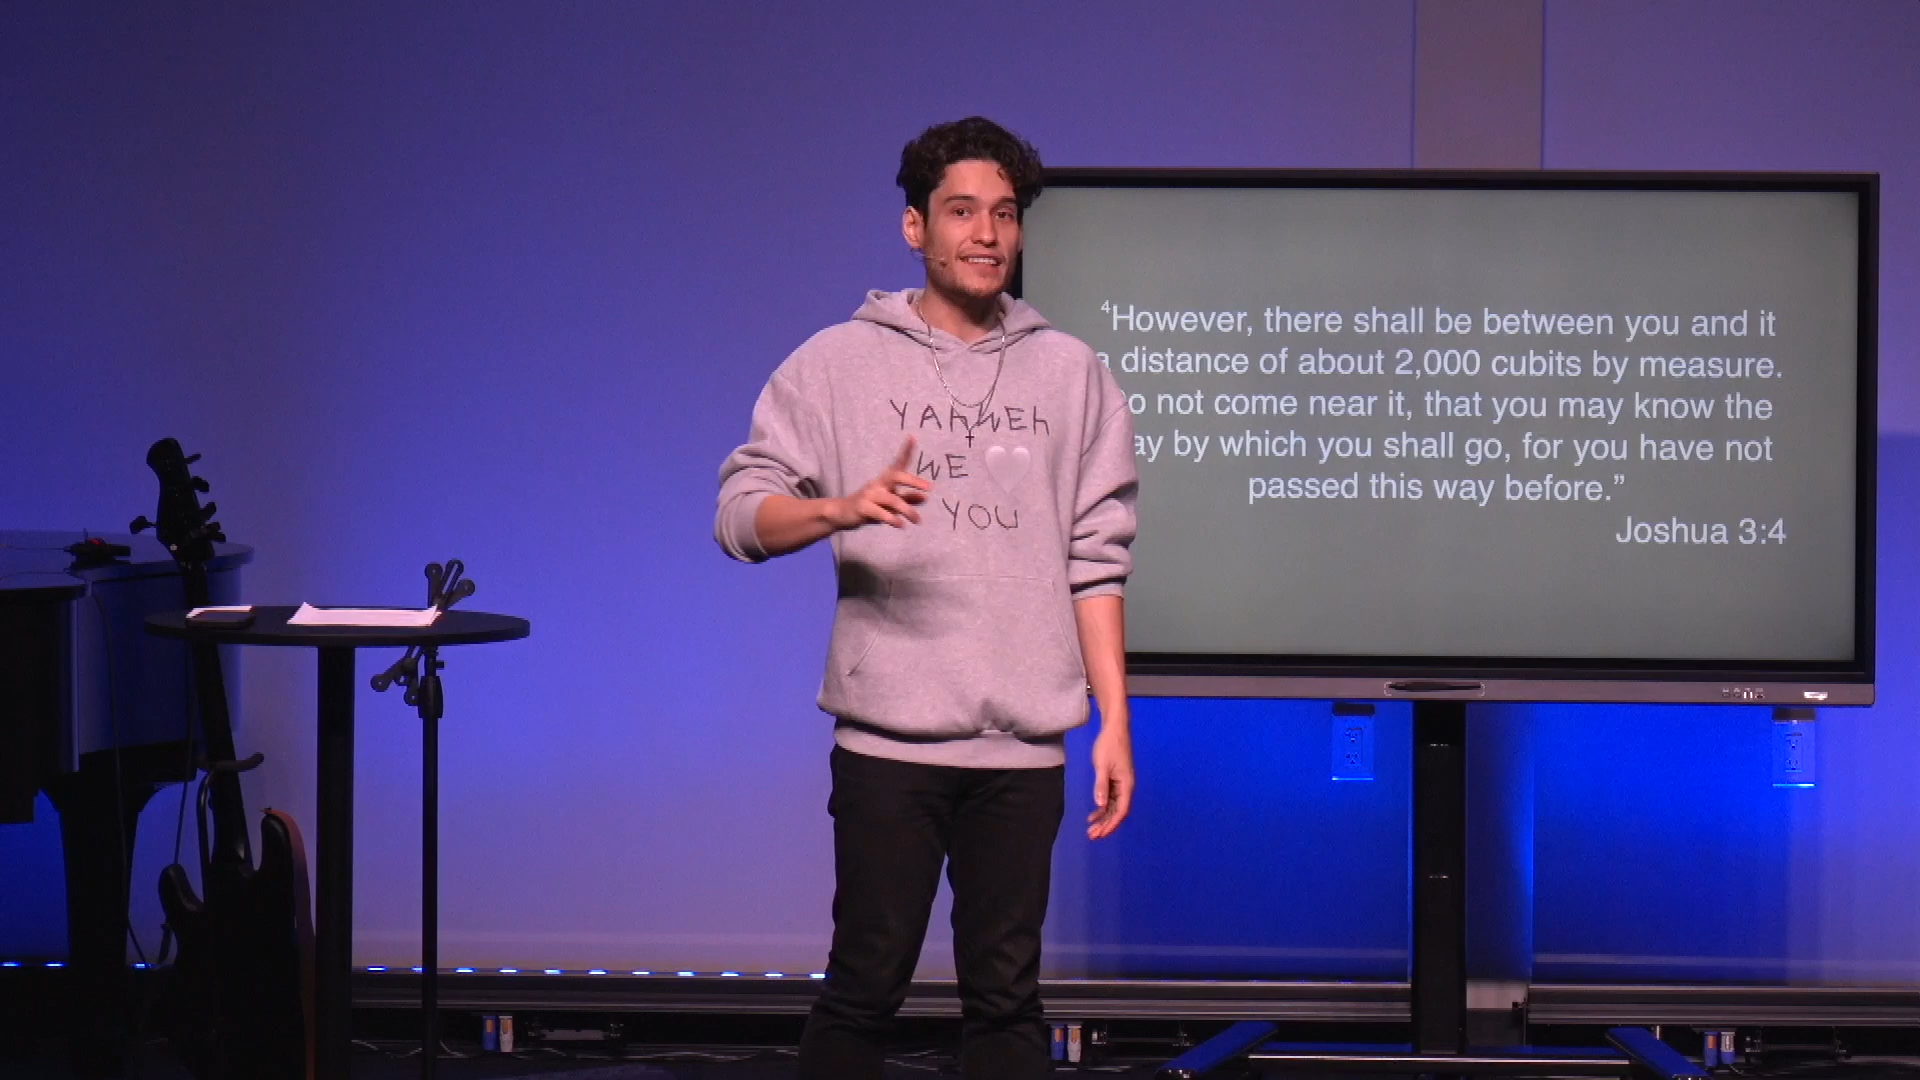 YAHWEH
WE 🤍
YOU
4However, there shall be between you and it
a distance of about 2,000 cubits by measure.
o not come near it, that you may know the
ay by which you shall go, for you have not
passed this way before.”
Joshua 3:4